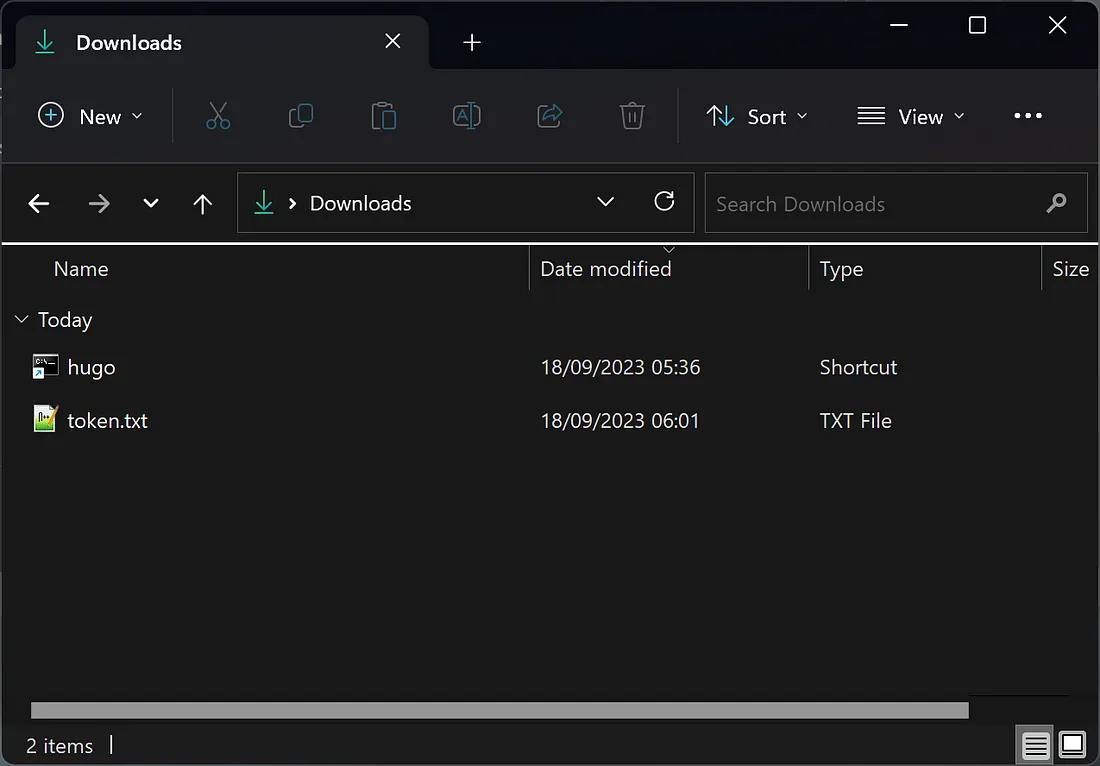 Downloads
New Sort View
Downloads Search Downloads
Name Date modified Type Size
Today
hugo 18/09/2023 05:36 Shortcut
token.txt 18/09/2023 06:01 TXT File
2 items